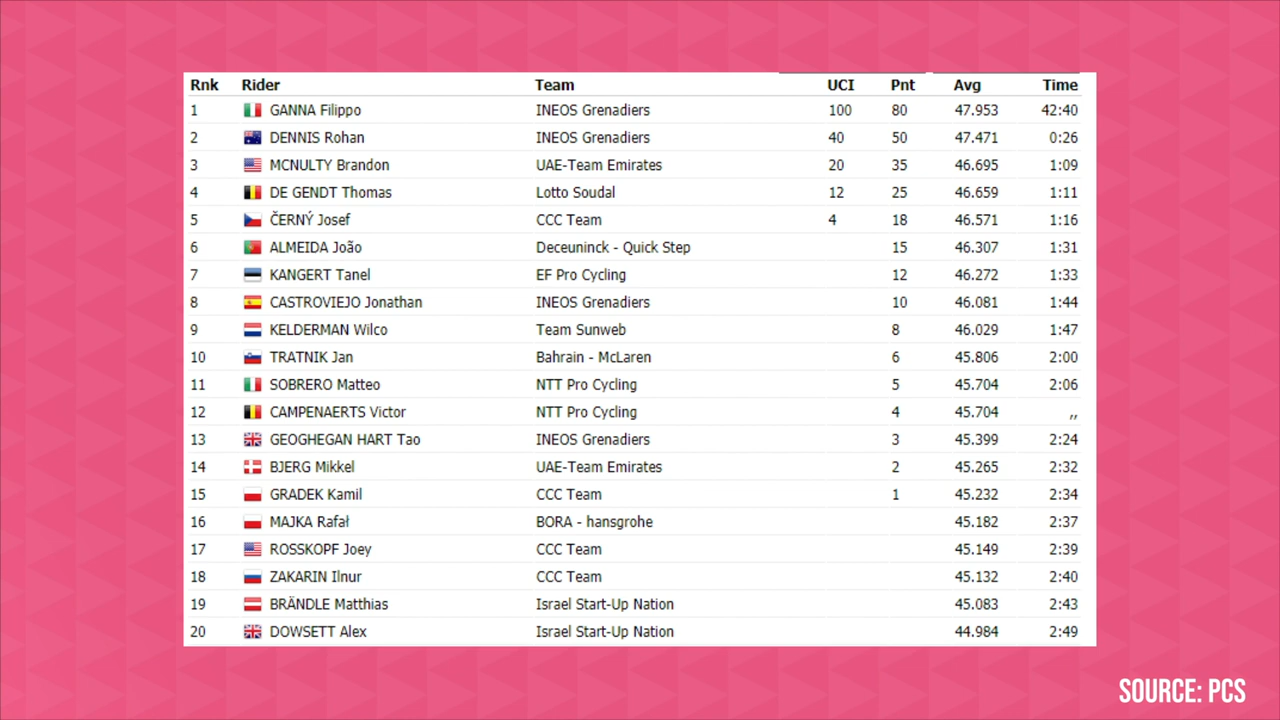 Rnk Rider Team UCI Pnt Avg Time
1 GANNA Filippo INEOS Grenadiers 100 80 47.953 42:40
2 DENNIS Rohan INEOS Grenadiers 40 50 47.471 0:26
3 MCNULTY Brandon UAE-Team Emirates 20 35 46.695 1:09
4 DE GENDT Thomas Lotto Soudal 12 25 46.659 1:11
5 ČERNÝ Josef CCC Team 4 18 46.571 1:16
6 ALMEIDA João Deceuninck - Quick Step 15 46.307 1:31
7 KANGERT Tanel EF Pro Cycling 12 46.272 1:33
8 CASTROVIEJO Jonathan INEOS Grenadiers 10 46.081 1:44
9 KELDERMAN Wilco Team Sunweb 8 46.029 1:47
10 TRATNIK Jan Bahrain - McLaren 6 45.806 2:00
11 SOBRERO Matteo NTT Pro Cycling 5 45.704 2:06
12 CAMPENAERTS Victor NTT Pro Cycling 4 45.704 ,,
13 GEOGHEGAN HART Tao INEOS Grenadiers 3 45.399 2:24
14 BJERG Mikkel UAE-Team Emirates 2 45.265 2:32
15 GRADEK Kamil CCC Team 1 45.232 2:34
16 MAJKA Rafał BORA - hansgrohe 45.182 2:37
17 ROSSKOPF Joey CCC Team 45.149 2:39
18 ZAKARIN Ilnur CCC Team 45.132 2:40
19 BRÄNDLE Matthias Israel Start-Up Nation 45.083 2:43
20 DOWSETT Alex Israel Start-Up Nation 44.984 2:49
SOURCE: PCS